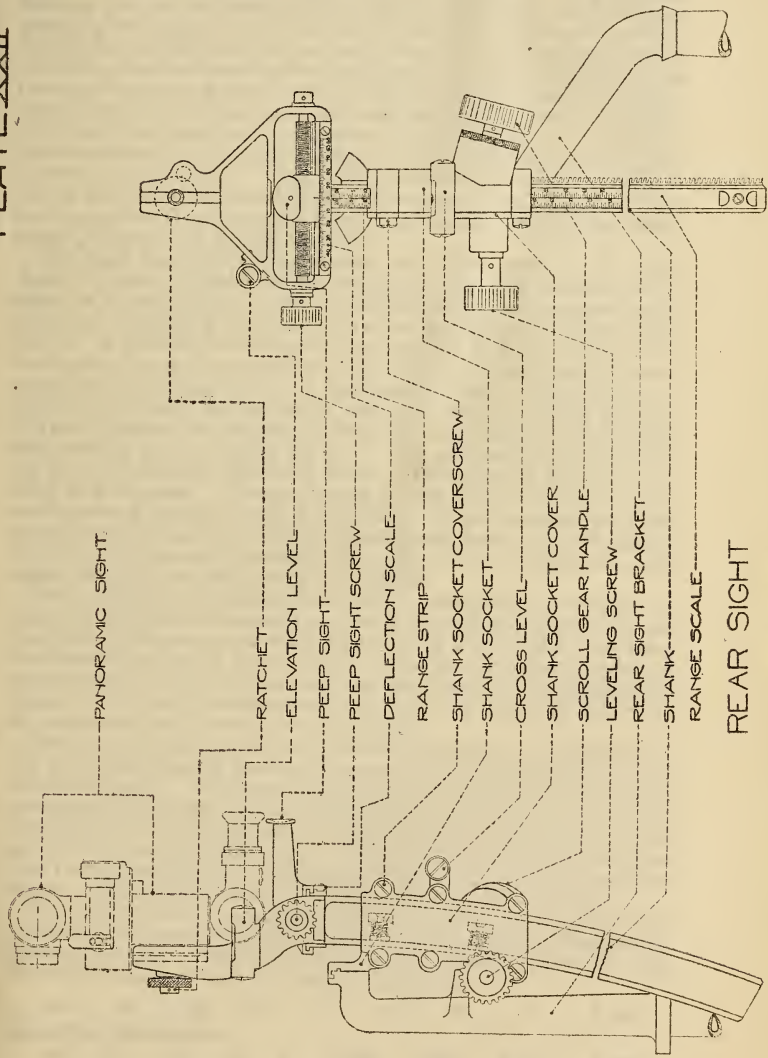 PLATE XXII
PANORAMIC SIGHT
RATCHET
ELEVATION LEVEL
PEEP SIGHT
PEEP SIGHT SCREW
DEFLECTION SCALE
RANGE STRIP
SHANK SOCKET COVER SCREW
SHANK SOCKET
CROSS LEVEL
SHANK SOCKET COVER
SCROLL GEAR HANDLE
LEVELING SCREW
REAR SIGHT BRACKET
SHANK
RANGE SCALE
REAR SIGHT